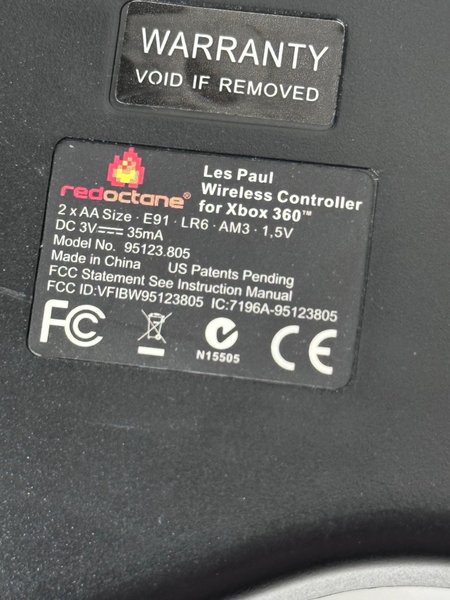 WARRANTY
VOID IF REMOVED
redoctane®
Les Paul
Wireless Controller
for Xbox 360™
2 x AA Size · E91 · LR6 · AM3 · 1,5V
DC 3V⎓ 35mA
Model No. 95123.805
Made in China US Patents Pending
FCC Statement See Instruction Manual
FCC ID:VFIBW95123805 IC:7196A-95123805
FC
N15505
CE